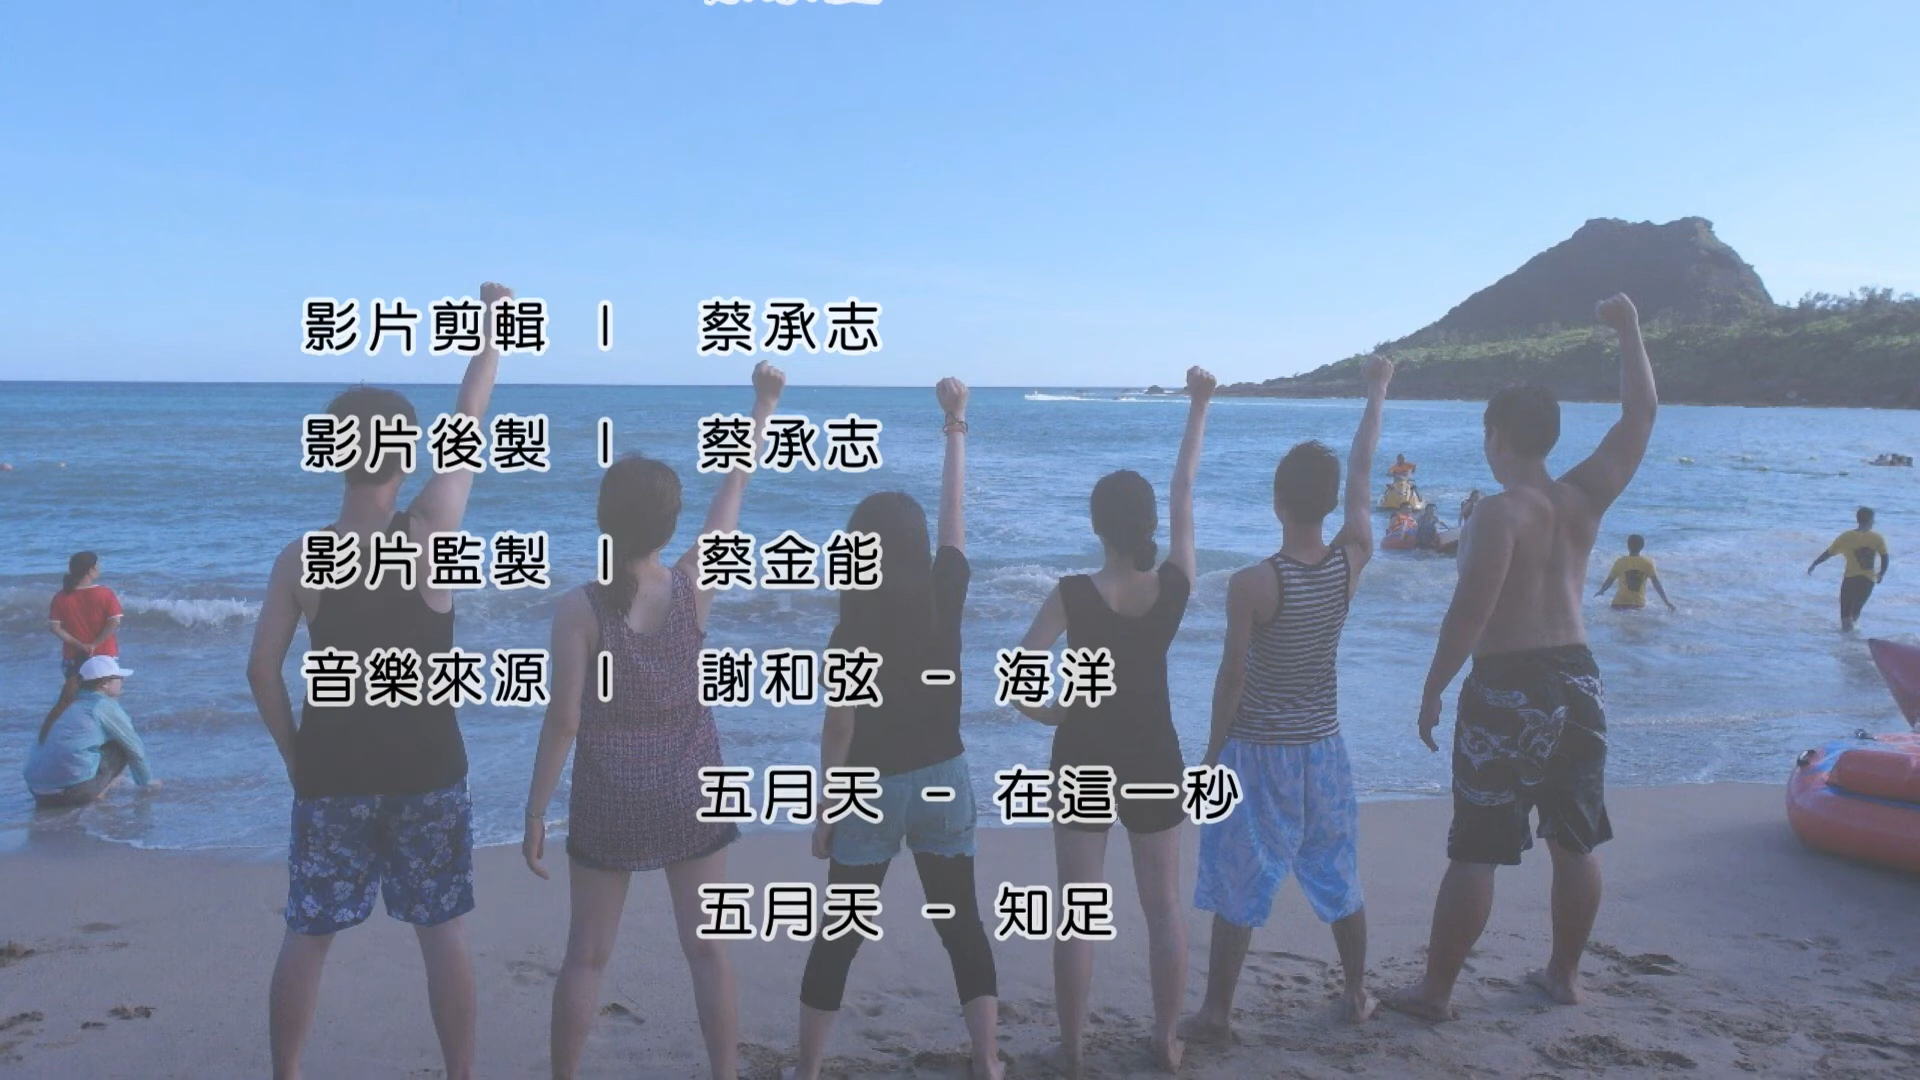 影片剪輯 | 蔡承志
影片後製 | 蔡承志
影片監製 | 蔡金能
音樂來源 | 謝和弦 - 海洋
五月天 - 在這一秒
五月天 - 知足